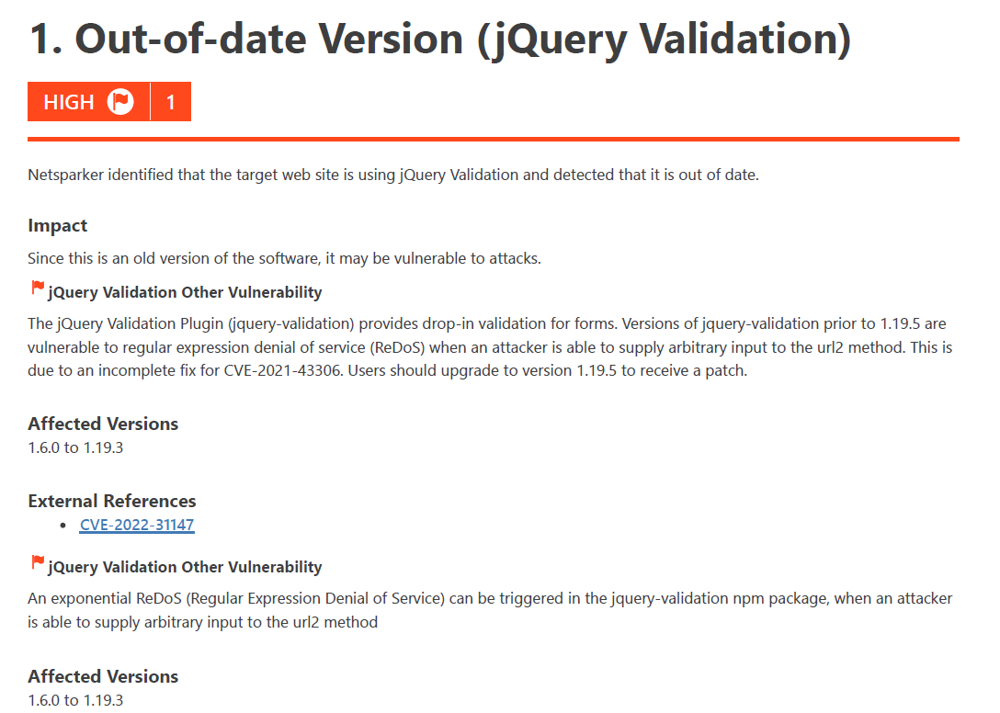 1. Out-of-date Version (jQuery Validation)
HIGH 1
Netsparker identified that the target web site is using jQuery Validation and detected that it is out of date.
Impact
Since this is an old version of the software, it may be vulnerable to attacks.
jQuery Validation Other Vulnerability
The jQuery Validation Plugin (jquery-validation) provides drop-in validation for forms. Versions of jquery-validation prior to 1.19.5 are
vulnerable to regular expression denial of service (ReDoS) when an attacker is able to supply arbitrary input to the url2 method. This is
due to an incomplete fix for CVE-2021-43306. Users should upgrade to version 1.19.5 to receive a patch.
Affected Versions
1.6.0 to 1.19.3
External References
• CVE-2022-31147
jQuery Validation Other Vulnerability
An exponential ReDoS (Regular Expression Denial of Service) can be triggered in the jquery-validation npm package, when an attacker
is able to supply arbitrary input to the url2 method
Affected Versions
1.6.0 to 1.19.3